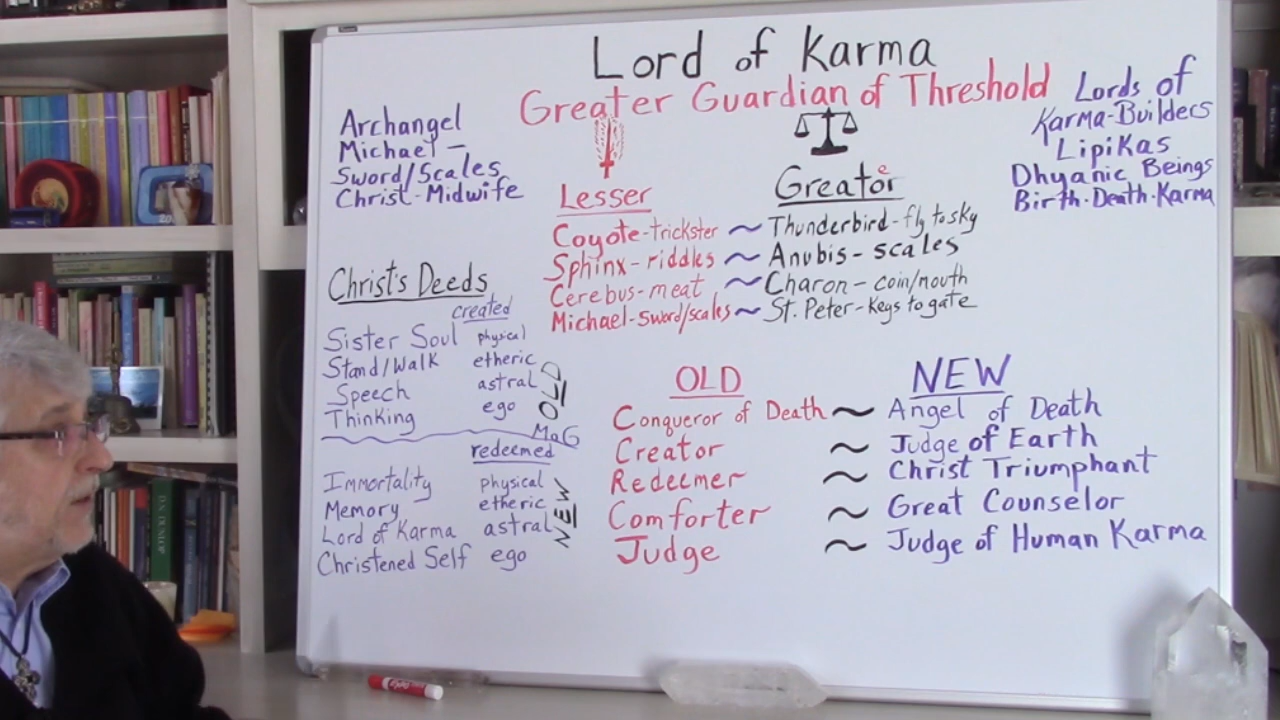 Lord of Karma
Greater Guardian of Threshold
Archangel
Michael –
Sword/Scales
Christ-Midwife
Lords of
Karma-Builders
Lipikas
Dhyanic Beings
Birth·Death·Karma
Lesser
Coyote-trickster ~
Sphinx-riddles ~
Cerebus-meat ~
Michael-Sword/scales ~
Greator
e
Thunderbird-fly to sky
Anubis-scales
Charon-coin/mouth
St. Peter-Keys to gate
Christ's Deeds
created
Sister Soul physical
Stand/Walk etheric
Speech astral
Thinking ego
OLD
MoG
redeemed
Immortality physical
Memory etheric
Lord of Karma astral
Christened Self ego
NEW
OLD NEW
Conqueror of Death ~ Angel of Death
Creator ~ Judge of Earth
Redeemer ~ Christ Triumphant
Comforter ~ Great Counselor
Judge ~ Judge of Human Karma
D.N. DUNLOP